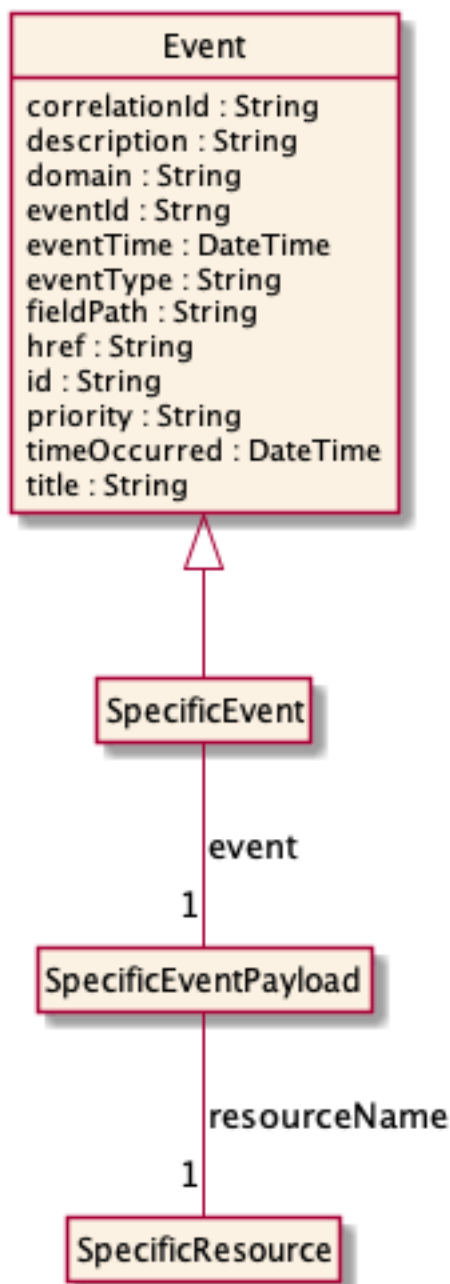 Event
correlationId : String
description : String
domain : String
eventId : Strng
eventTime : DateTime
eventType : String
fieldPath : String
href : String
id : String
priority : String
timeOccurred : DateTime
title : String
SpecificEvent
event
1
SpecificEventPayload
resourceName
1
SpecificResource